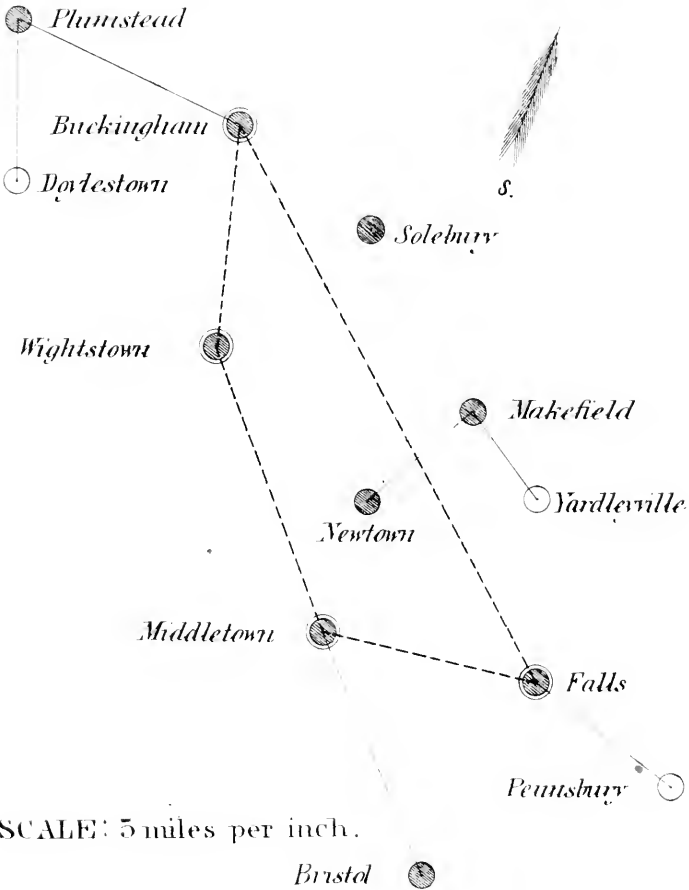 Plumstead
Buckingham
Doylestown
S.
Solebury
Wightstown
Makefield
Yardleyville
Newtown
Middletown
Falls
Pennsbury
SCALE: 5 miles per inch.
Bristol